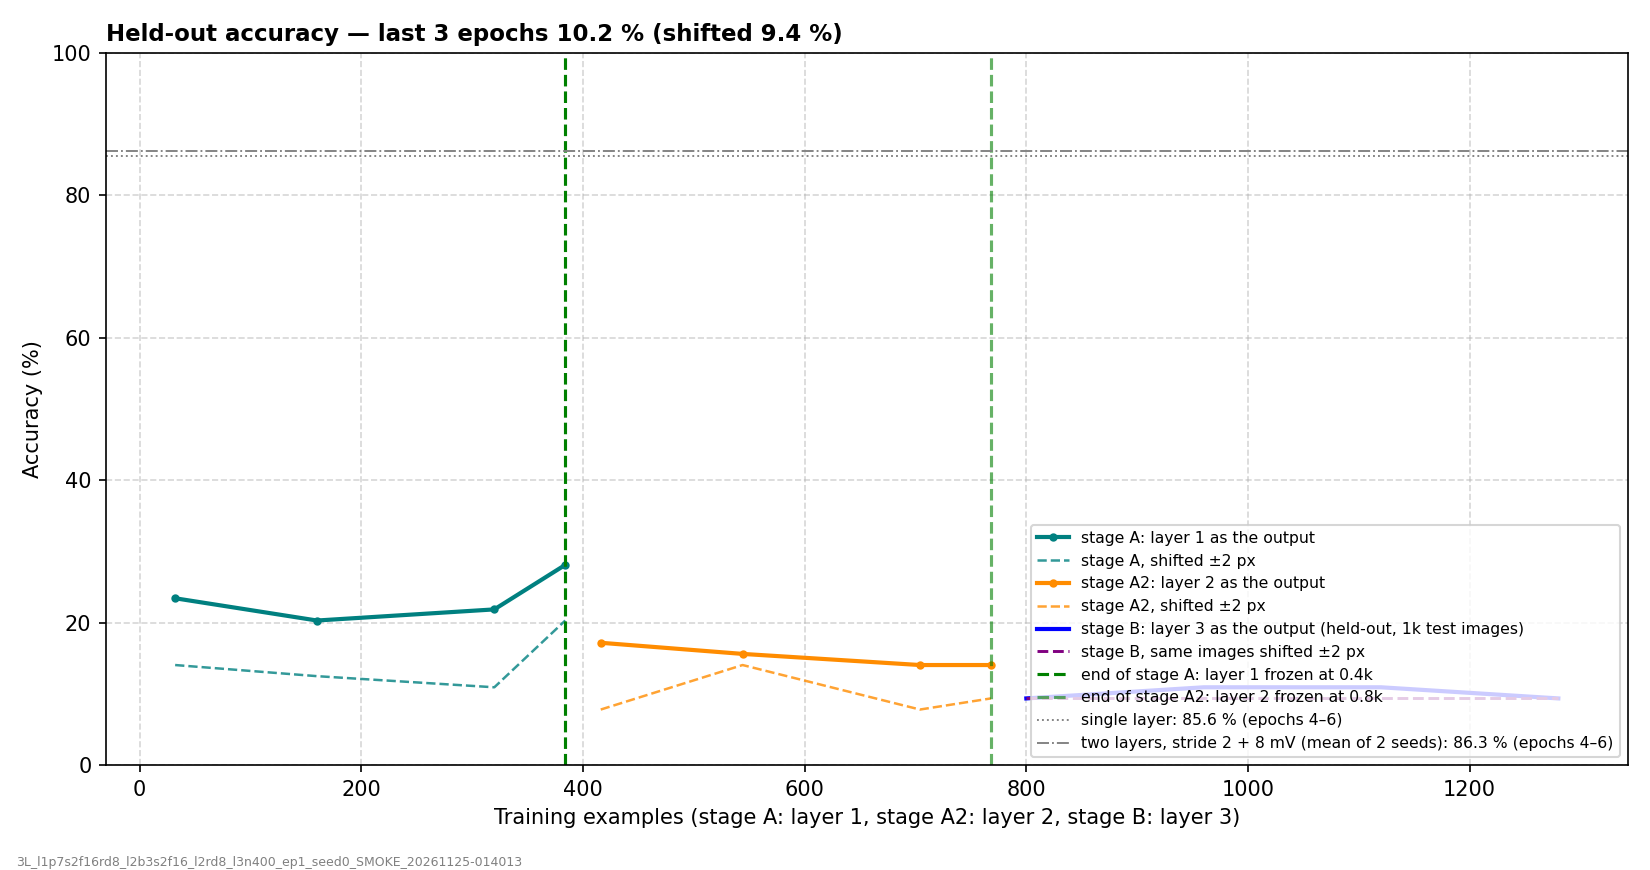 Held-out accuracy — last 3 epochs 10.2 % (shifted 9.4 %)
100
80
60
40
20
0
Accuracy (%)
stage A: layer 1 as the output
stage A, shifted ±2 px
stage A2: layer 2 as the output
stage A2, shifted ±2 px
stage B: layer 3 as the output (held-out, 1k test images)
stage B, same images shifted ±2 px
end of stage A: layer 1 frozen at 0.4k
end of stage A2: layer 2 frozen at 0.8k
single layer: 85.6 % (epochs 4–6)
two layers, stride 2 + 8 mV (mean of 2 seeds): 86.3 % (epochs 4–6)
0 200 400 600 800 1000 1200
Training examples (stage A: layer 1, stage A2: layer 2, stage B: layer 3)
3L_l1p7s2f16rd8_l2b3s2f16_l2rd8_l3n400_ep1_seed0_SMOKE_20261125-014013